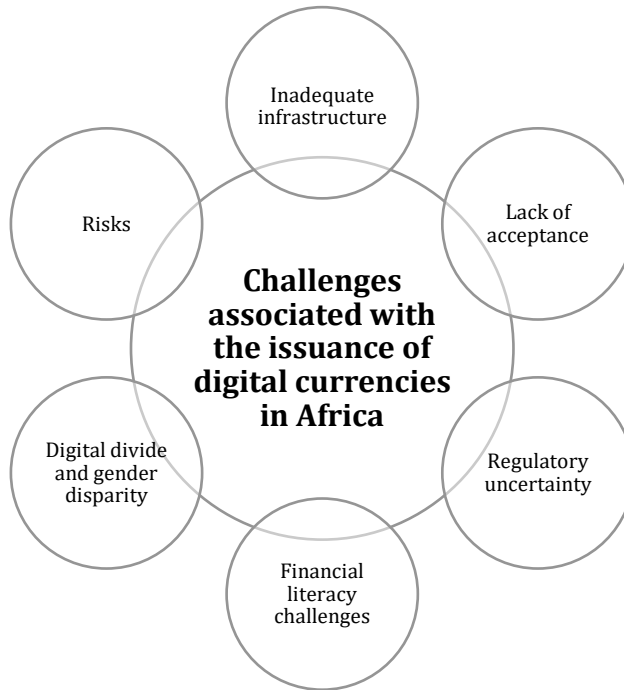 Inadequate
infrastructure
Lack of
acceptance
Risks
Challenges
associated with
the issuance of
digital currencies
in Africa
Digital divide
and gender
disparity
Regulatory
uncertainty
Financial
literacy
challenges